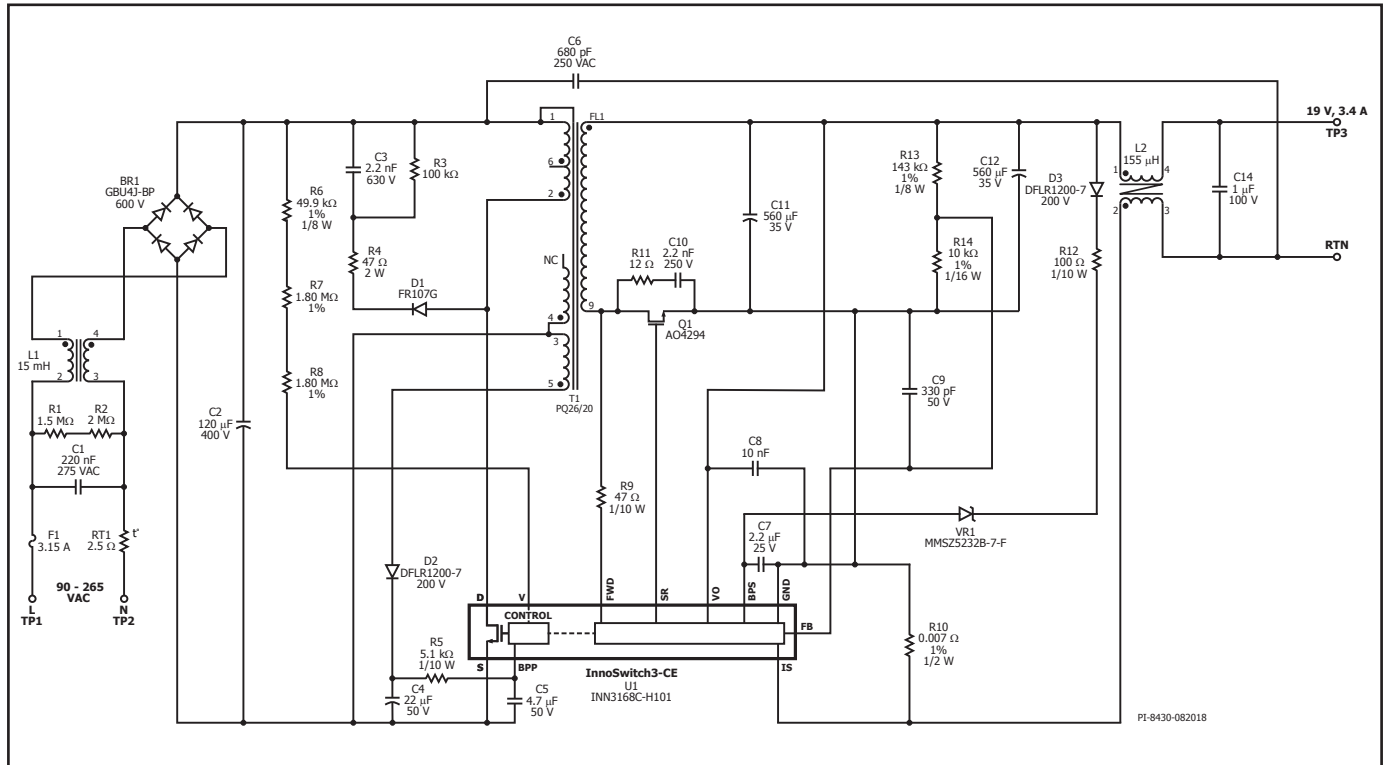 C6
680 pF
250 VAC
BR1
GBU4J-BP
600 V
C3
2.2 nF
630 V
R3
100 kΩ
R6
49.9 kΩ
1%
1/8 W
R4
47 Ω
2 W
D1
FR107G
R7
1.80 MΩ
1%
R8
1.80 MΩ
1%
C2
120 μF
400 V
L1
15 mH
1
4
2
3
R1
1.5 MΩ
R2
2 MΩ
C1
220 nF
275 VAC
F1
3.15 A
RT1
2.5 Ω
t°
90 - 265
VAC
L
TP1
N
TP2
1
6
2
NC
4
3
5
FL1
9
T1
PQ26/20
R11
12 Ω
C10
2.2 nF
250 V
Q1
AO4294
C11
560 μF
35 V
R13
143 kΩ
1%
1/8 W
C12
560 μF
35 V
R14
10 kΩ
1%
1/16 W
D3
DFLR1200-7
200 V
R12
100 Ω
1/10 W
L2
155 μH
1
4
2
3
C14
1 μF
100 V
19 V, 3.4 A
TP3
RTN
C9
330 pF
50 V
C8
10 nF
R9
47 Ω
1/10 W
C7
2.2 μF
25 V
VR1
MMSZ5232B-7-F
D2
DFLR1200-7
200 V
D
V
FWD
SR
VO
BPS
GND
CONTROL
FB
S
BPP
IS
R5
5.1 kΩ
1/10 W
InnoSwitch3-CE
U1
INN3168C-H101
C4
22 μF
50 V
C5
4.7 μF
50 V
R10
0.007 Ω
1%
1/2 W
PI-8430-082018